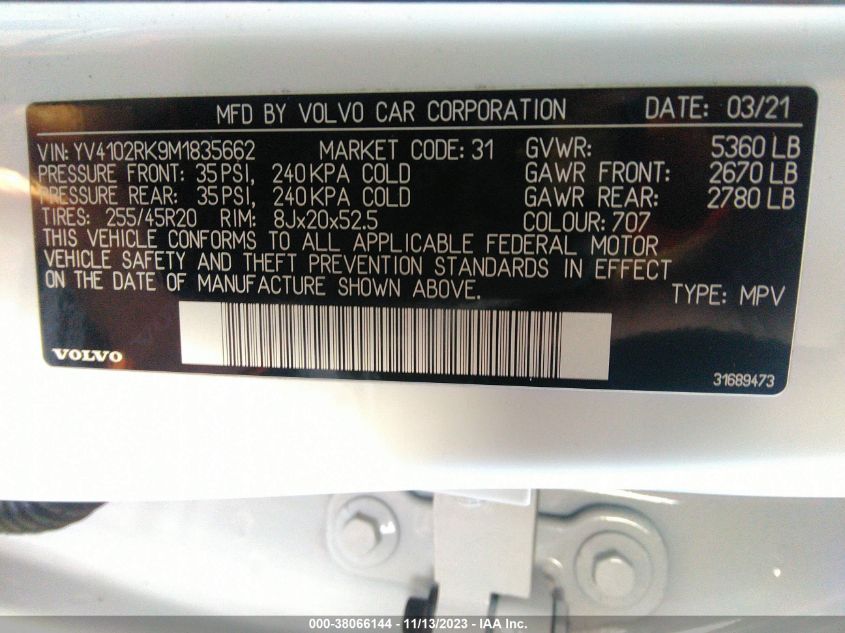 MFD BY VOLVO CAR CORPORATION DATE: 03/21
VIN: YV4102RK9M1835662 MARKET CODE: 31 GVWR: 5360 LB
PRESSURE FRONT: 35 PSI, 240 KPA COLD GAWR FRONT: 2670 LB
PRESSURE REAR: 35 PSI, 240 KPA COLD GAWR REAR: 2780 LB
TIRES: 255/45R20 RIM: 8Jx20x52.5 COLOUR: 707
THIS VEHICLE CONFORMS TO ALL APPLICABLE FEDERAL MOTOR
VEHICLE SAFETY AND THEFT PREVENTION STANDARDS IN EFFECT
ON THE DATE OF MANUFACTURE SHOWN ABOVE. TYPE: MPV
VOLVO
31689473
000-38066144 - 11/13/2023 - IAA Inc.